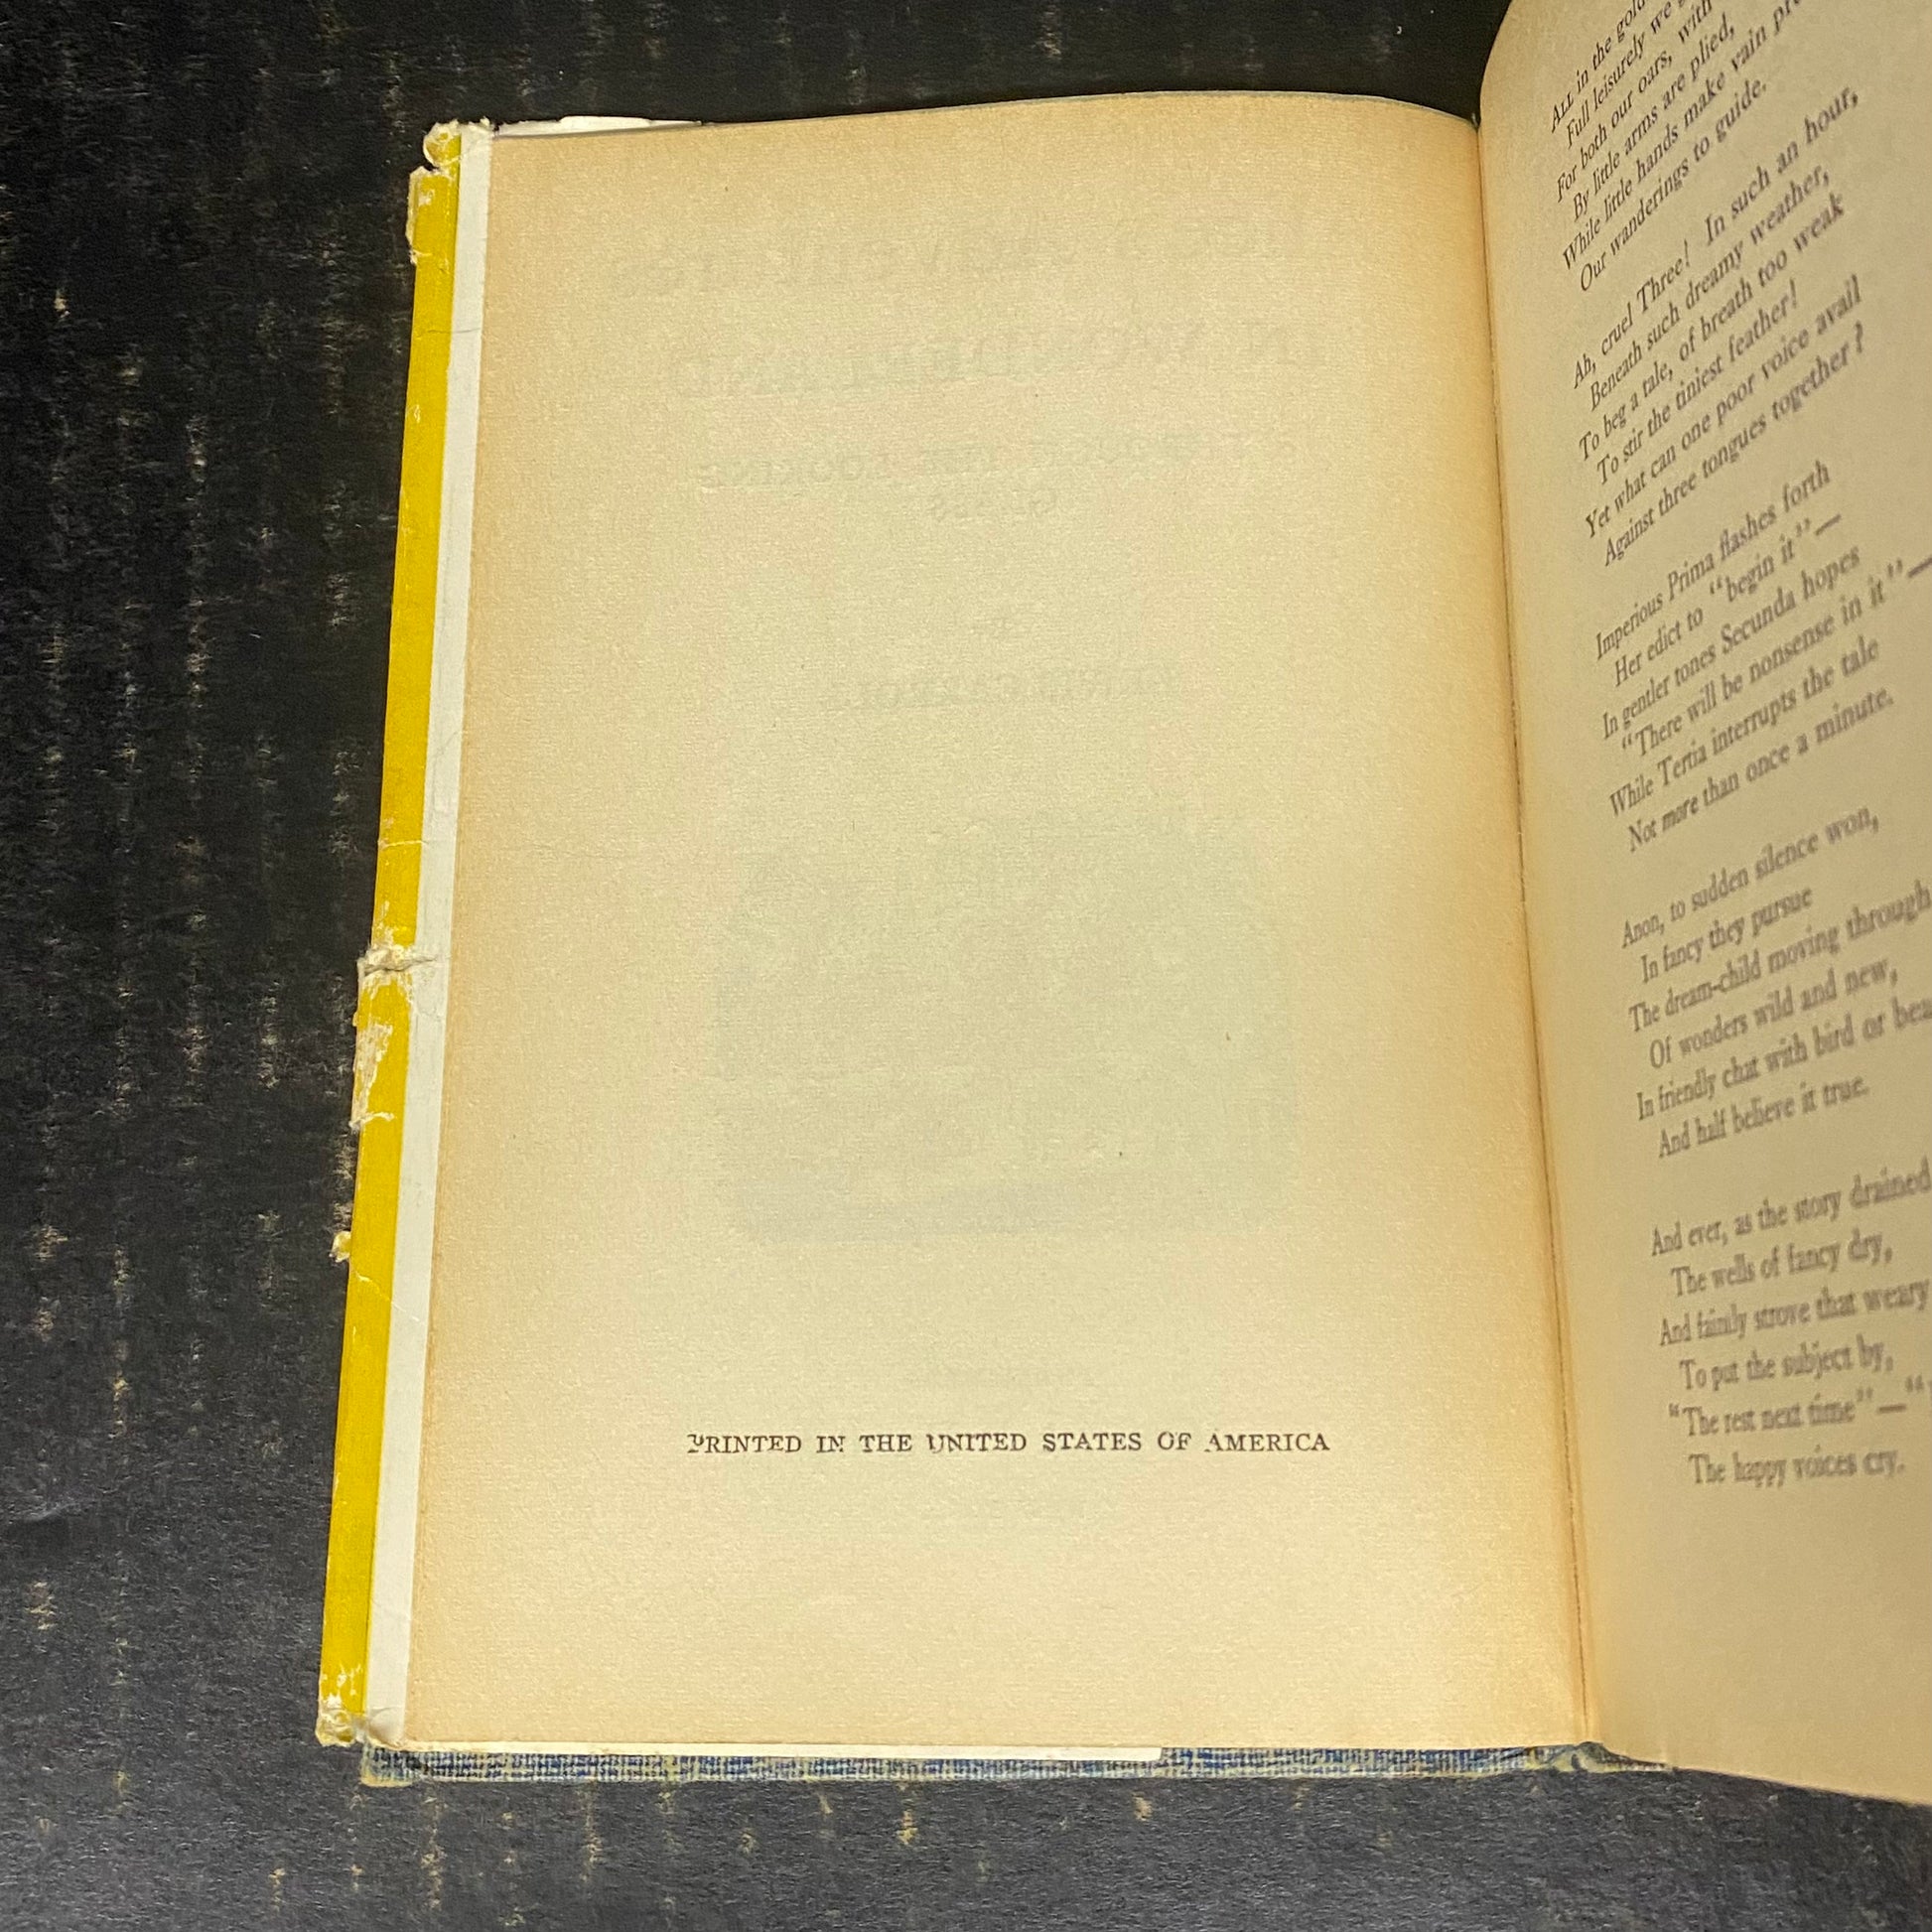 PRINTED IN THE UNITED STATES OF AMERICA
ALL in the gold
Full leisurely we
For both our oars, with
By little arms are plied,
While little hands make vain
Our wanderings to guide.
Ah, cruel Three! In such an hour,
Beneath such dreamy weather,
To beg a tale, of breath too weak
To stir the tiniest feather!
Yet what can one poor voice avail
Against three tongues together?
Imperious Prima flashes forth
Her edict to “begin it”—
In gentler tones Secunda hopes
“There will be nonsense in it”—
While Tertia interrupts the tale
Not more than once a minute.
Anon, to sudden silence won,
In fancy they pursue
The dream-child moving through
Of wonders wild and new,
In friendly chat with bird or bea
And half believe it true.
And ever, as the story drained
The wells of fancy dry,
And faintly strove that weary
To put the subject by,
“The rest next time”—“
The happy voices cry.